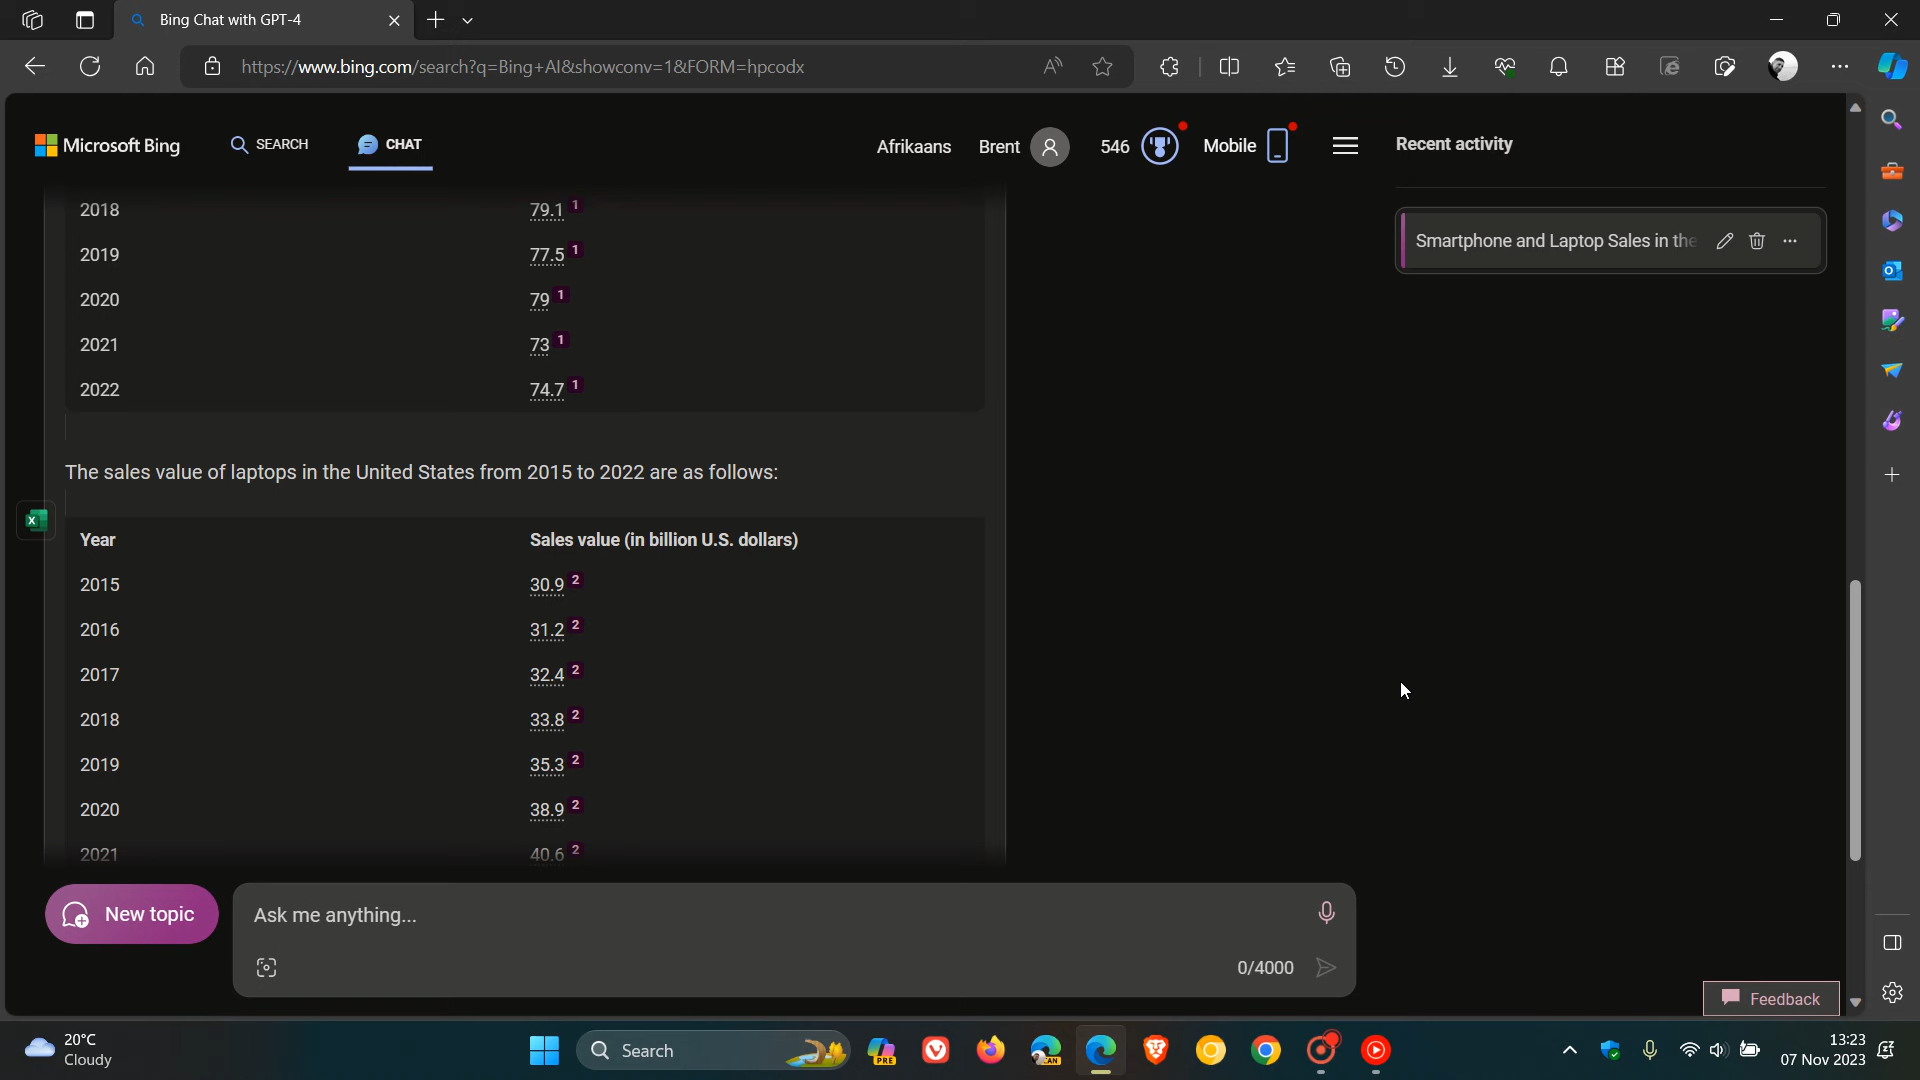 Bing Chat with GPT-4
https://www.bing.com/search?q=Bing+AI&showconv=1&FORM=hpcodx
Microsoft Bing
SEARCH
CHAT
Afrikaans
Brent
546
Mobile
Recent activity
Smartphone and Laptop Sales in the
2018 79.1 1
2019 77.5 1
2020 79 1
2021 73 1
2022 74.7 1
The sales value of laptops in the United States from 2015 to 2022 are as follows:
Year Sales value (in billion U.S. dollars)
2015 30.9 2
2016 31.2 2
2017 32.4 2
2018 33.8 2
2019 35.3 2
2020 38.9 2
2021 40.6 2
New topic
Ask me anything...
0/4000
Feedback
20°C
Cloudy
Search
PRE
CAN
13:23
07 Nov 2023